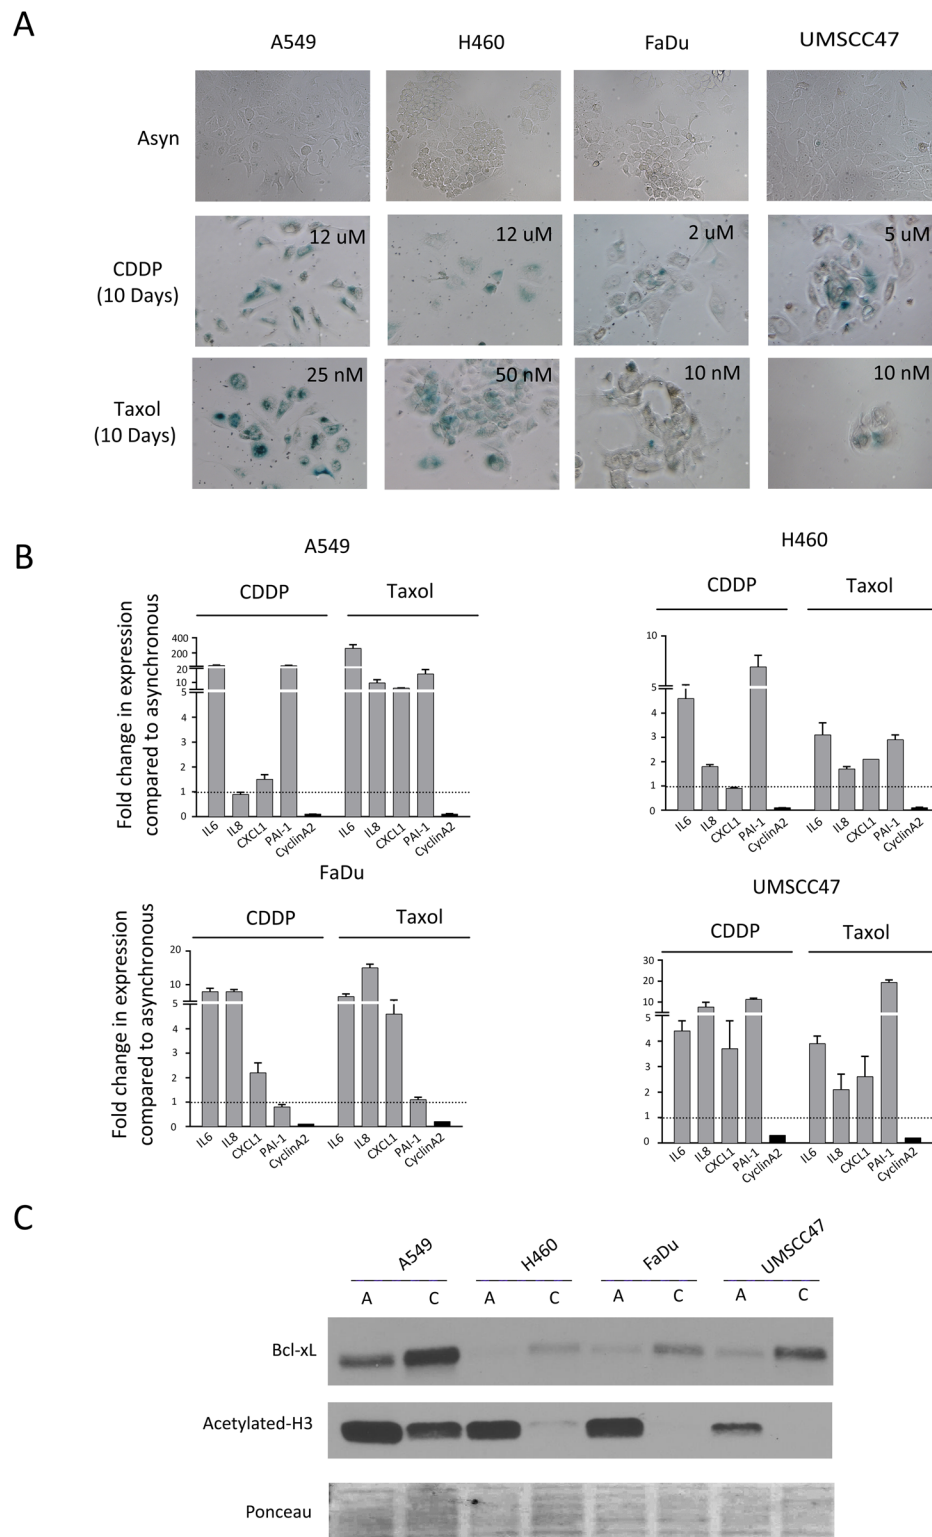 A
A549 H460 FaDu UMSCC47
Asyn
CDDP
(10 Days)
12 uM 12 uM 2 uM 5 uM
Taxol
(10 Days)
25 nM 50 nM 10 nM 10 nM
B
A549
CDDP Taxol
Fold change in expression
compared to asynchronous
400
200
20
10
5
4
3
2
1
0
IL6 IL8 CXCL1 PAI-1 CyclinA2 IL6 IL8 CXCL1 PAI-1 CyclinA2
H460
CDDP Taxol
10
5
3
2
1
0
IL6 IL8 CXCL1 PAI-1 CyclinA2 IL6 IL8 CXCL1 PAI-1 CyclinA2
FaDu
CDDP Taxol
Fold change in expression
compared to asynchronous
20
10
5
4
3
2
1
0
IL6 IL8 CXCL1 PAI-1 CyclinA2 IL6 IL8 CXCL1 PAI-1 CyclinA2
UMSCC47
CDDP Taxol
30
20
10
5
3
2
1
0
IL6 IL8 CXCL1 PAI-1 CyclinA2 IL6 IL8 CXCL1 PAI-1 CyclinA2
C
A549 H460 FaDu UMSCC47
A C A C A C A C
Bcl-xL
Acetylated-H3
Ponceau